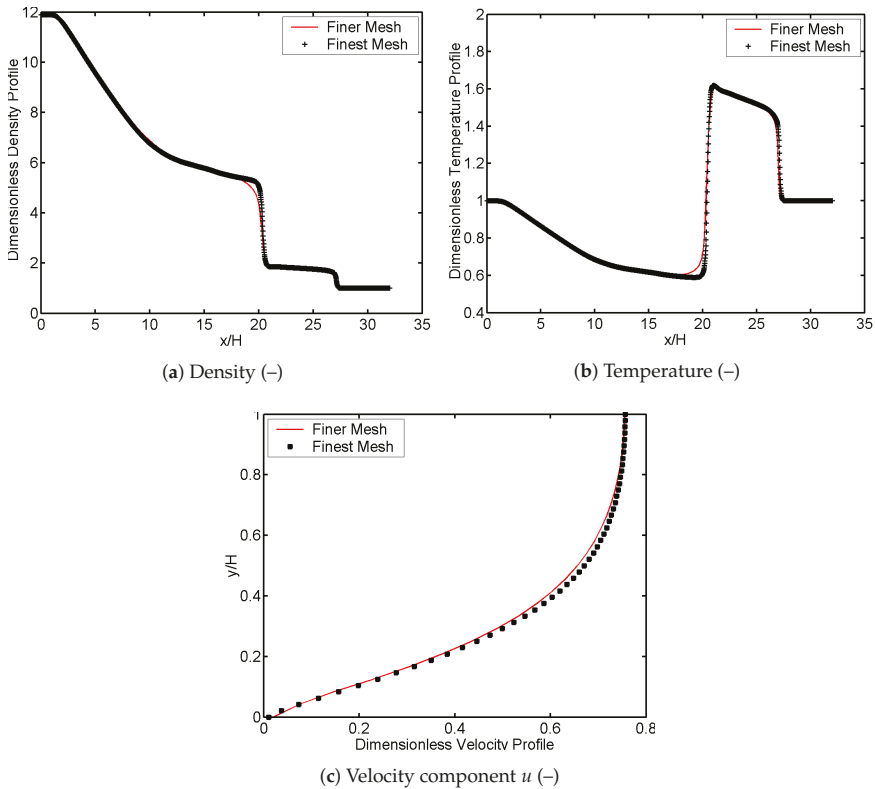 Finer Mesh
Finest Mesh
12
10
8
6
4
2
0
Dimensionless Density Profile
0 5 10 15 20 25 30 35
x/H
(a) Density (–)
Finer Mesh
Finest Mesh
2
1.8
1.6
1.4
1.2
1
0.8
0.6
0.4
Dimensionless Temperature Profile
0 5 10 15 20 25 30 35
x/H
(b) Temperature (–)
Finer Mesh
Finest Mesh
1
0.8
0.6
0.4
0.2
0
y/H
0 0.2 0.4 0.6 0.8
Dimensionless Velocity Profile
(c) Velocity component u (–)